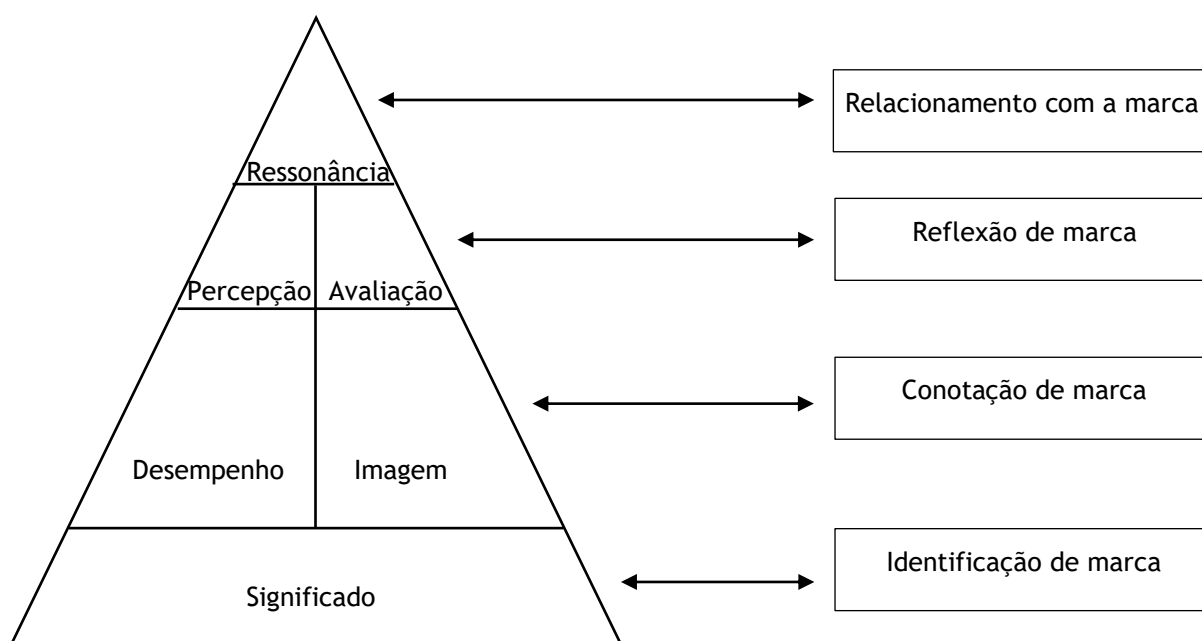 Relacionamento com a marca
Ressonância
Reflexão de marca
Percepção Avaliação
Conotação de marca
Desempenho Imagem
Identificação de marca
Significado